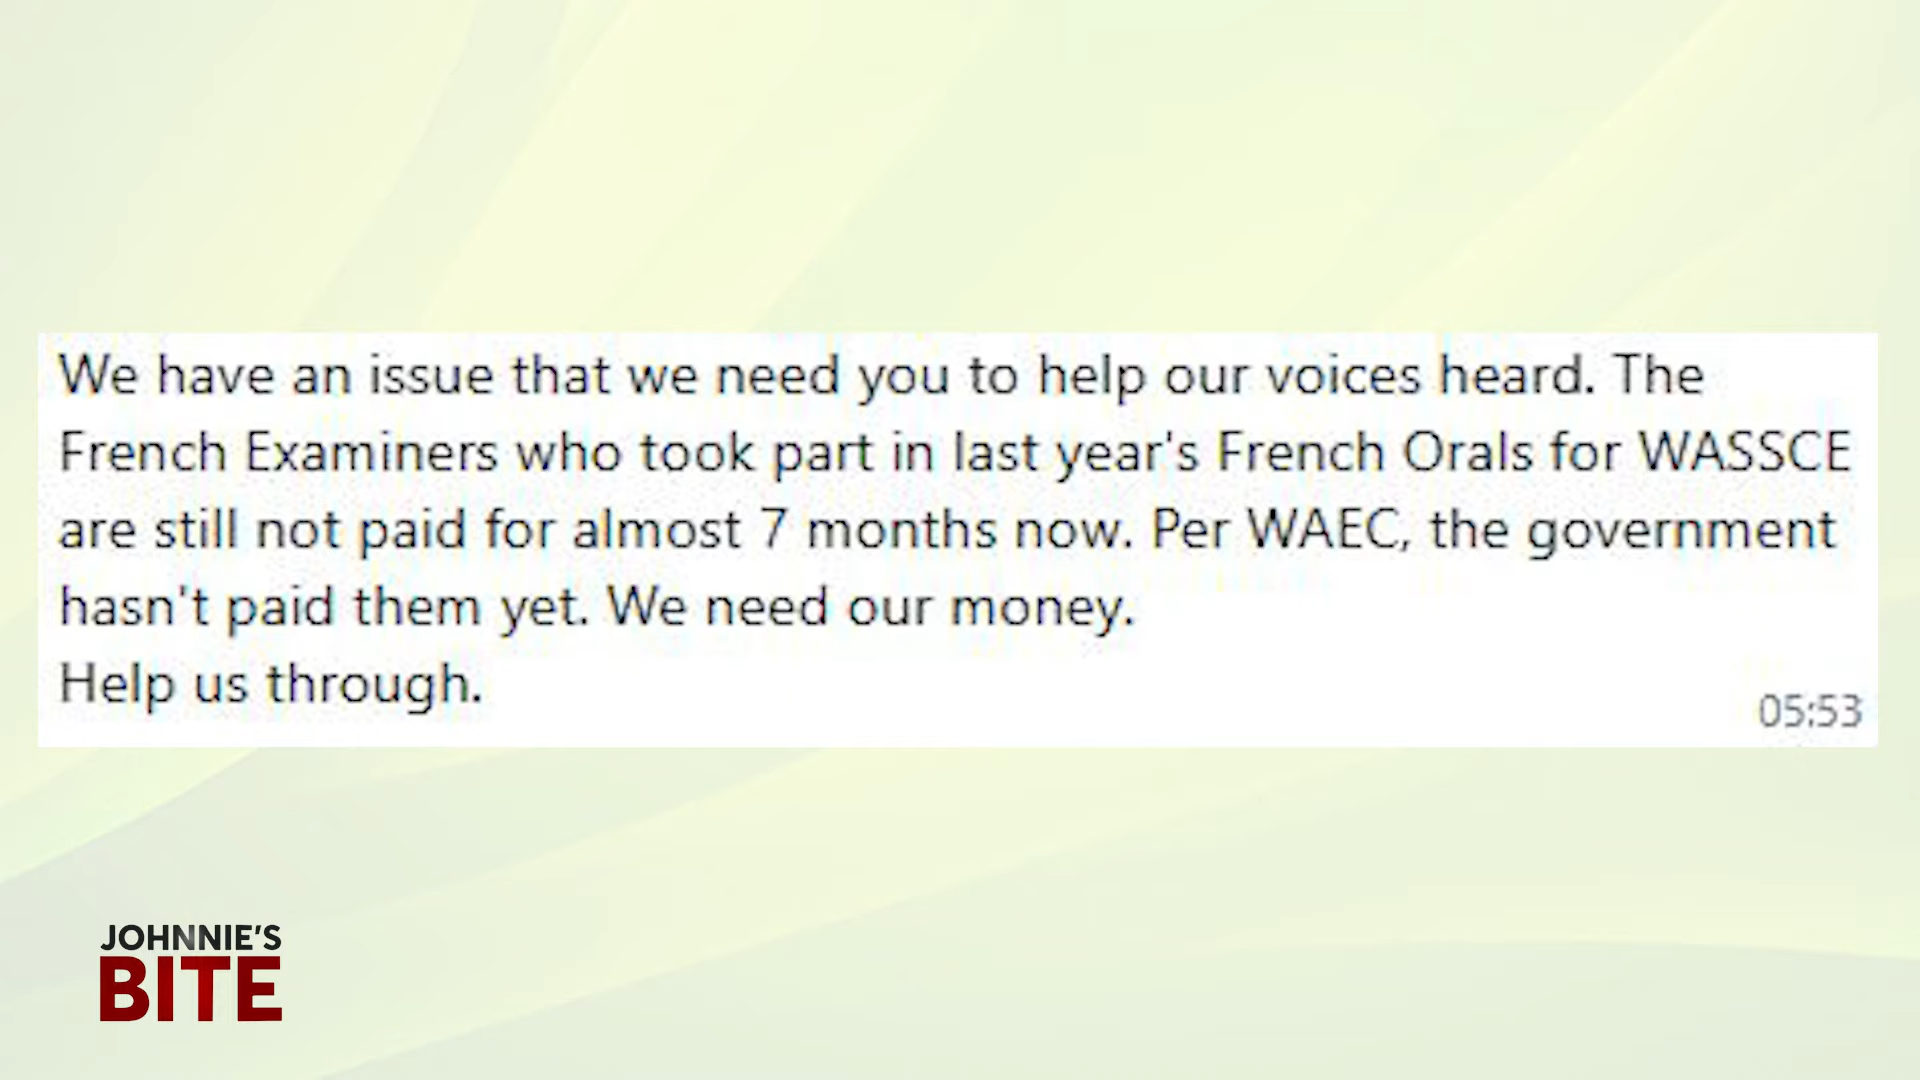 We have an issue that we need you to help our voices heard. The
French Examiners who took part in last year's French Orals for WASSCE
are still not paid for almost 7 months now. Per WAEC, the government
hasn't paid them yet. We need our money.
Help us through.
05:53
JOHNNIE'S
BITE